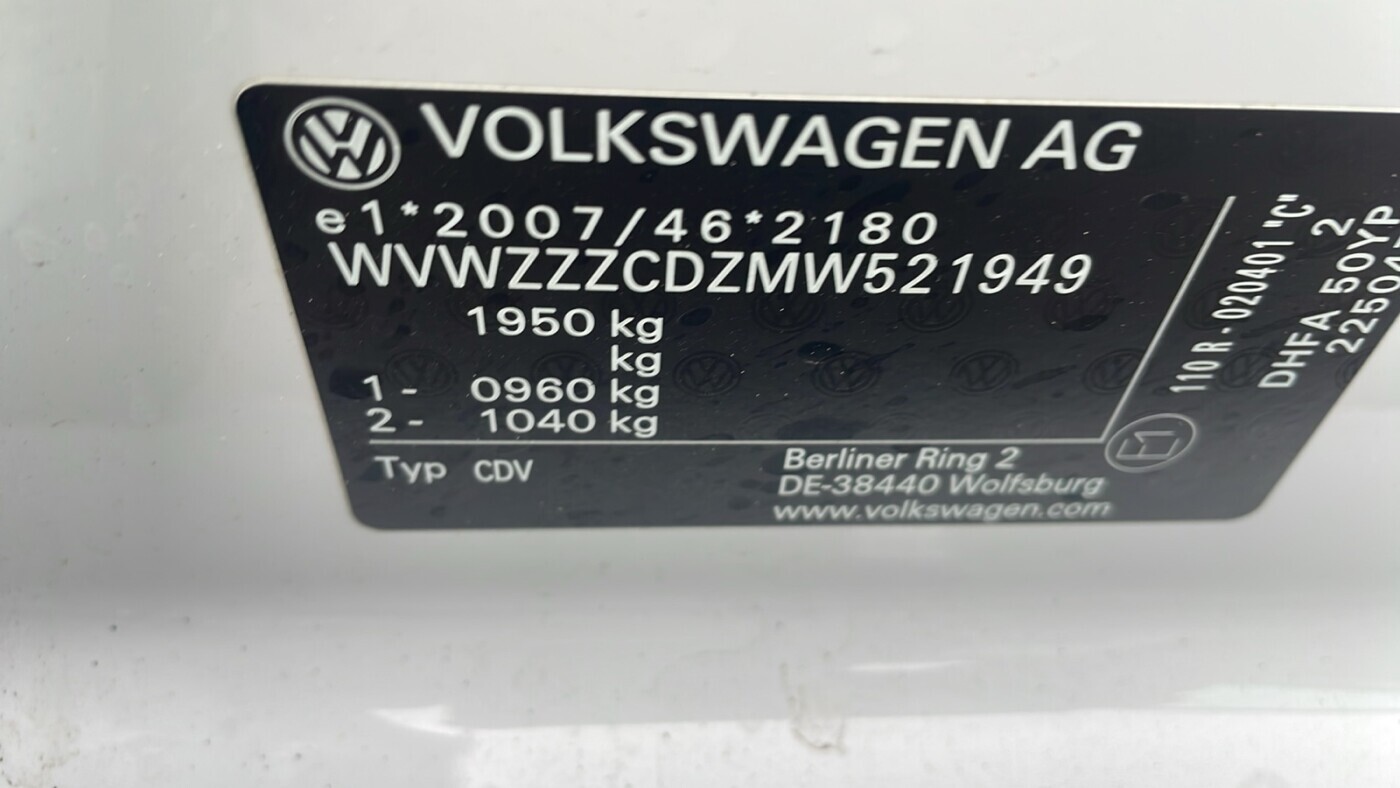 VOLKSWAGEN AG
e1*2007/46*2180
WVWZZZCDZMW521949
1950 kg
kg
1 - 0960 kg
2 - 1040 kg
Typ CDV
Berliner Ring 2
DE-38440 Wolfsburg
www.volkswagen.com
110 R - 020401 "C"
DHFA 50YP
2